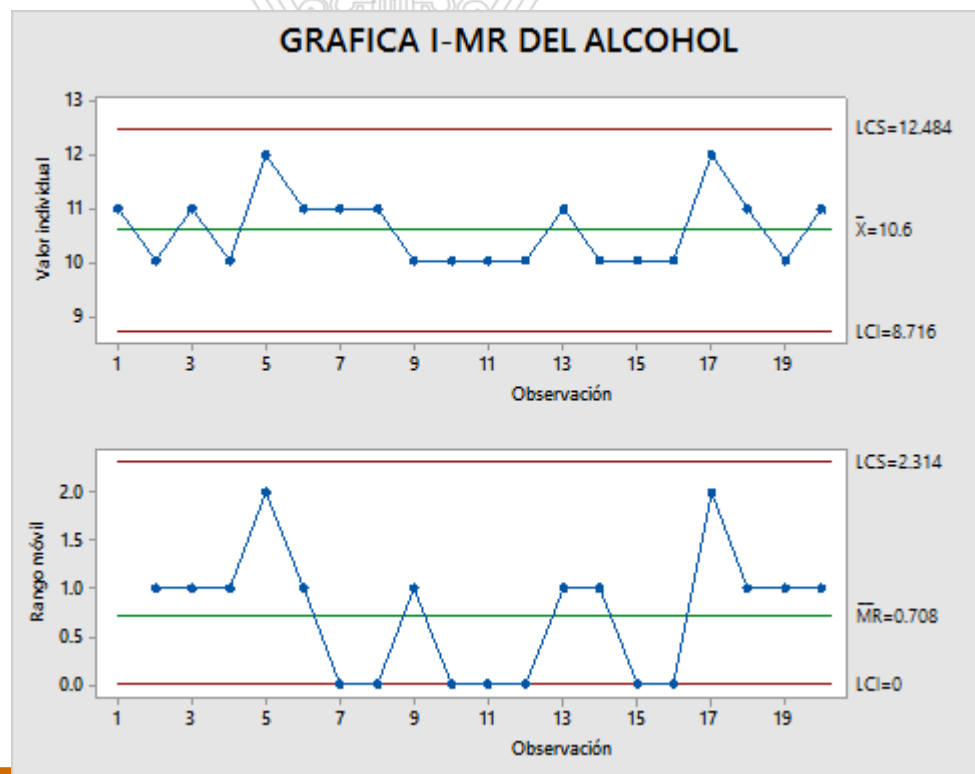 GRAFICA I-MR DEL ALCOHOL
13
12
11
10
9
Valor individual
LCS=12.484
X̅=10.6
LCI=8.716
1 3 5 7 9 11 13 15 17 19
Observación
2.0
1.5
1.0
0.5
0.0
Rango móvil
LCS=2.314
M̅R̅=0.708
LCI=0
1 3 5 7 9 11 13 15 17 19
Observación